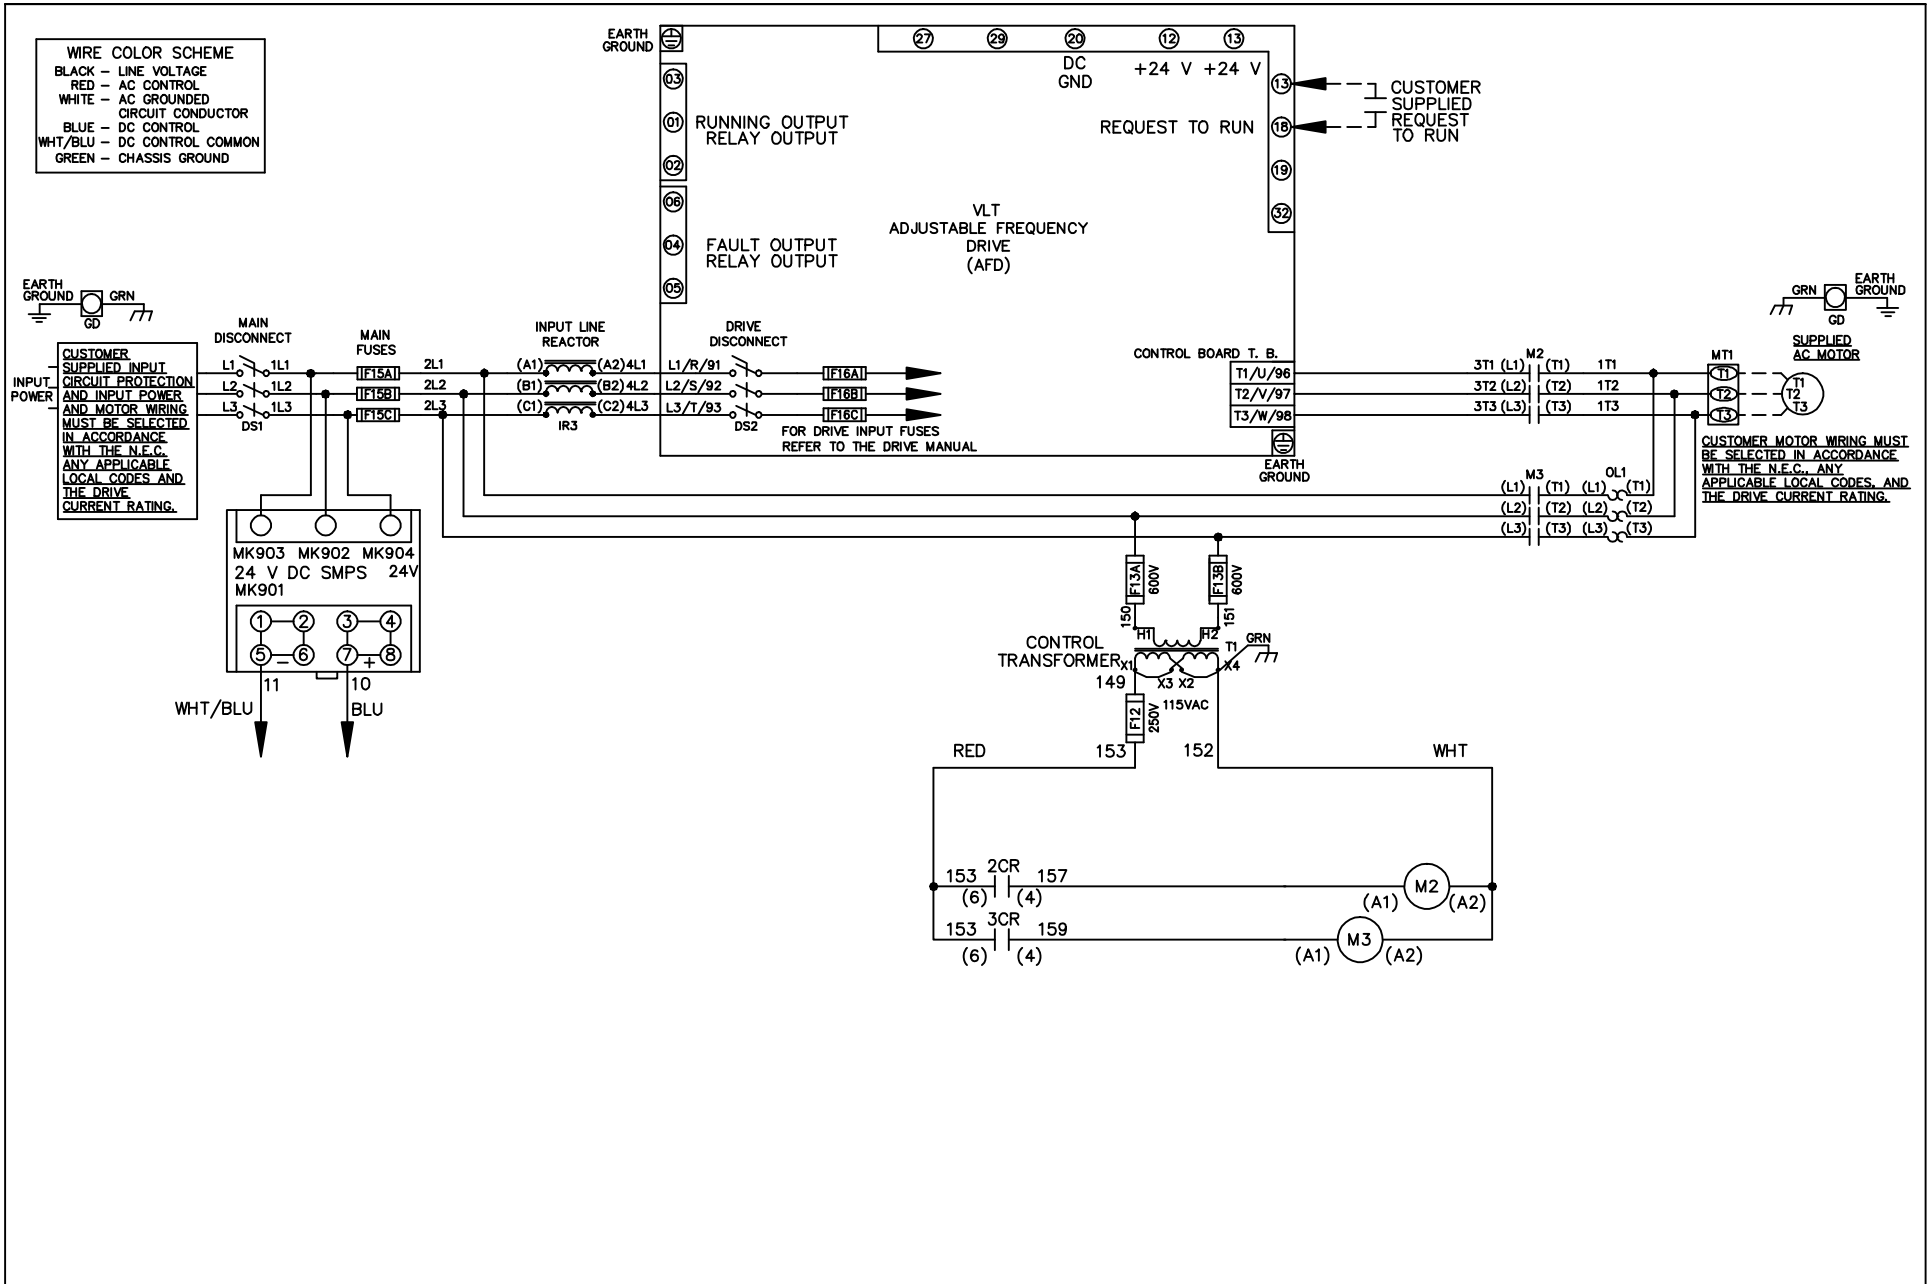 WIRE COLOR SCHEME
BLACK – LINE VOLTAGE
RED – AC CONTROL
WHITE – AC GROUNDED
CIRCUIT CONDUCTOR
BLUE – DC CONTROL
WHT/BLU – DC CONTROL COMMON
GREEN – CHASSIS GROUND
EARTH
GROUND
03
01
02
RUNNING OUTPUT
RELAY OUTPUT
06
04
05
FAULT OUTPUT
RELAY OUTPUT
27 29 20 12 13
DC
GND
+24 V +24 V
13
18
19
32
REQUEST TO RUN
CUSTOMER
SUPPLIED
REQUEST
TO RUN
VLT
ADJUSTABLE FREQUENCY
DRIVE
(AFD)
EARTH
GROUND
GRN
GD
INPUT
POWER
CUSTOMER
SUPPLIED INPUT
CIRCUIT PROTECTION
AND INPUT POWER
AND MOTOR WIRING
MUST BE SELECTED
IN ACCORDANCE
WITH THE N.E.C.
ANY APPLICABLE
LOCAL CODES AND
THE DRIVE
CURRENT RATING.
MAIN
DISCONNECT
L1 1L1
L2 1L2
L3 1L3
DS1
MAIN
FUSES
F15A
F15B
F15C
2L1
2L2
2L3
INPUT LINE
REACTOR
(A1) (A2) 4L1
(B1) (B2) 4L2
(C1) (C2) 4L3
IR3
DRIVE
DISCONNECT
L1/R/91
L2/S/92
L3/T/93
DS2
F16A
F16B
F16C
FOR DRIVE INPUT FUSES
REFER TO THE DRIVE MANUAL
CONTROL BOARD T. B.
T1/U/96
T2/V/97
T3/W/98
EARTH
GROUND
M2
3T1 (L1) (T1) 1T1
3T2 (L2) (T2) 1T2
3T3 (L3) (T3) 1T3
MT1
T1
T2
T3
GRN
EARTH
GROUND
GD
SUPPLIED
AC MOTOR
T1
T2
T3
CUSTOMER MOTOR WIRING MUST
BE SELECTED IN ACCORDANCE
WITH THE N.E.C., ANY
APPLICABLE LOCAL CODES, AND
THE DRIVE CURRENT RATING.
M3 OL1
(L1) (T1) (L1) (T1)
(L2) (T2) (L2) (T2)
(L3) (T3) (L3) (T3)
MK903 MK902 MK904
24 V DC SMPS 24V
MK901
1 2 3 4
5 – 6 7 + 8
11 10
WHT/BLU BLU
F13A
600V
F13B
600V
150
151
H1 H2
CONTROL
TRANSFORMER
T1
GRN
X1 X4
X3 X2
149
115VAC
F12
250V
153 152
RED WHT
153 2CR 157
(6) (4)
M2
(A1) (A2)
153 3CR 159
(6) (4)
M3
(A1) (A2)